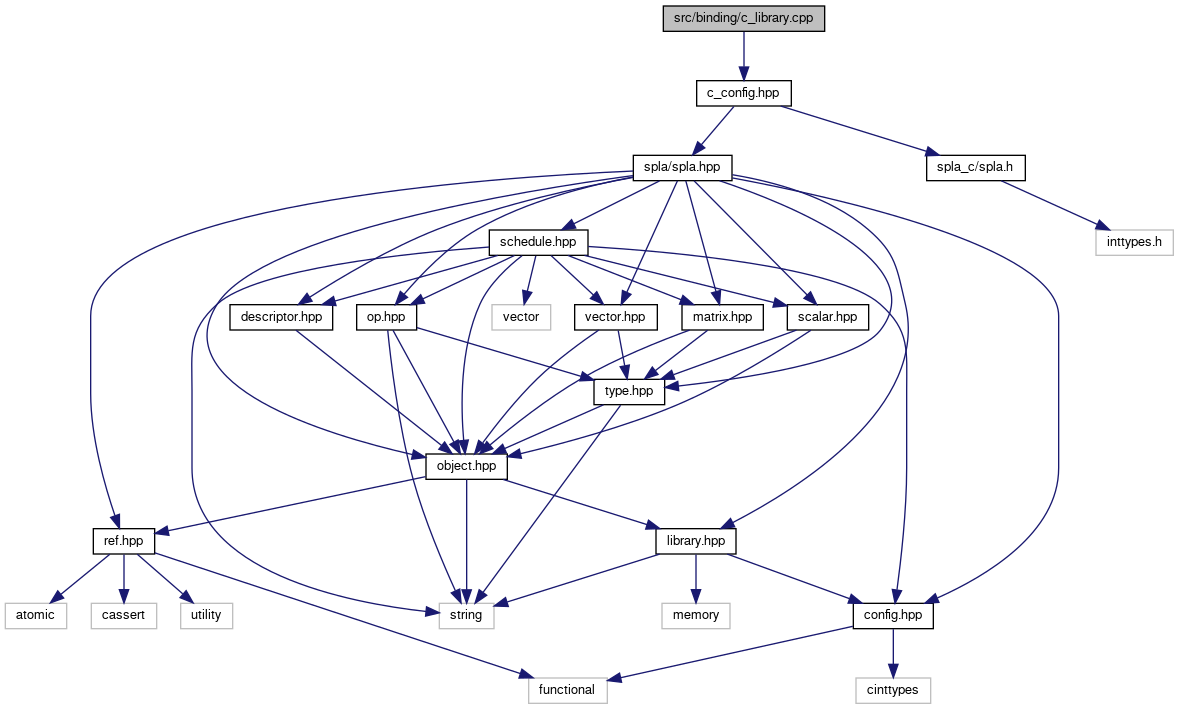 src/binding/c_library.cpp
c_config.hpp
spla/spla.hpp
spla_c/spla.h
schedule.hpp
inttypes.h
descriptor.hpp
op.hpp
vector
vector.hpp
matrix.hpp
scalar.hpp
type.hpp
object.hpp
ref.hpp
library.hpp
atomic
cassert
utility
string
memory
config.hpp
functional
cinttypes